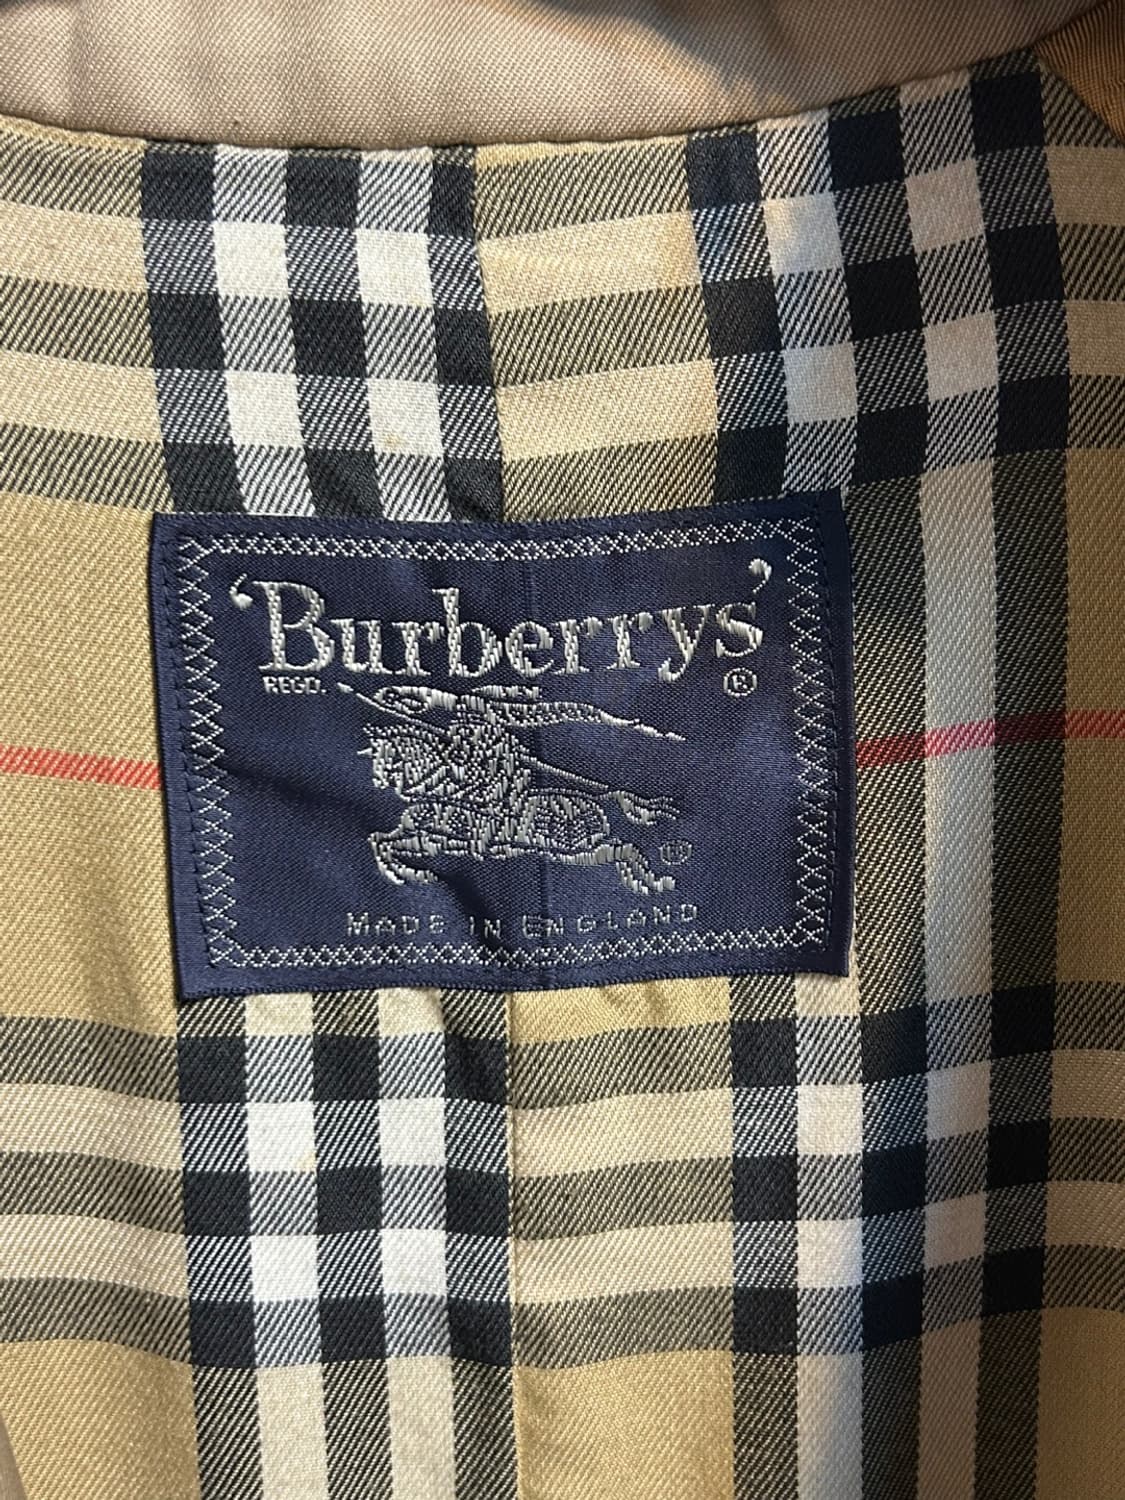 ‘Burberrys’
REGD. ®
®
MADE IN ENGLAND